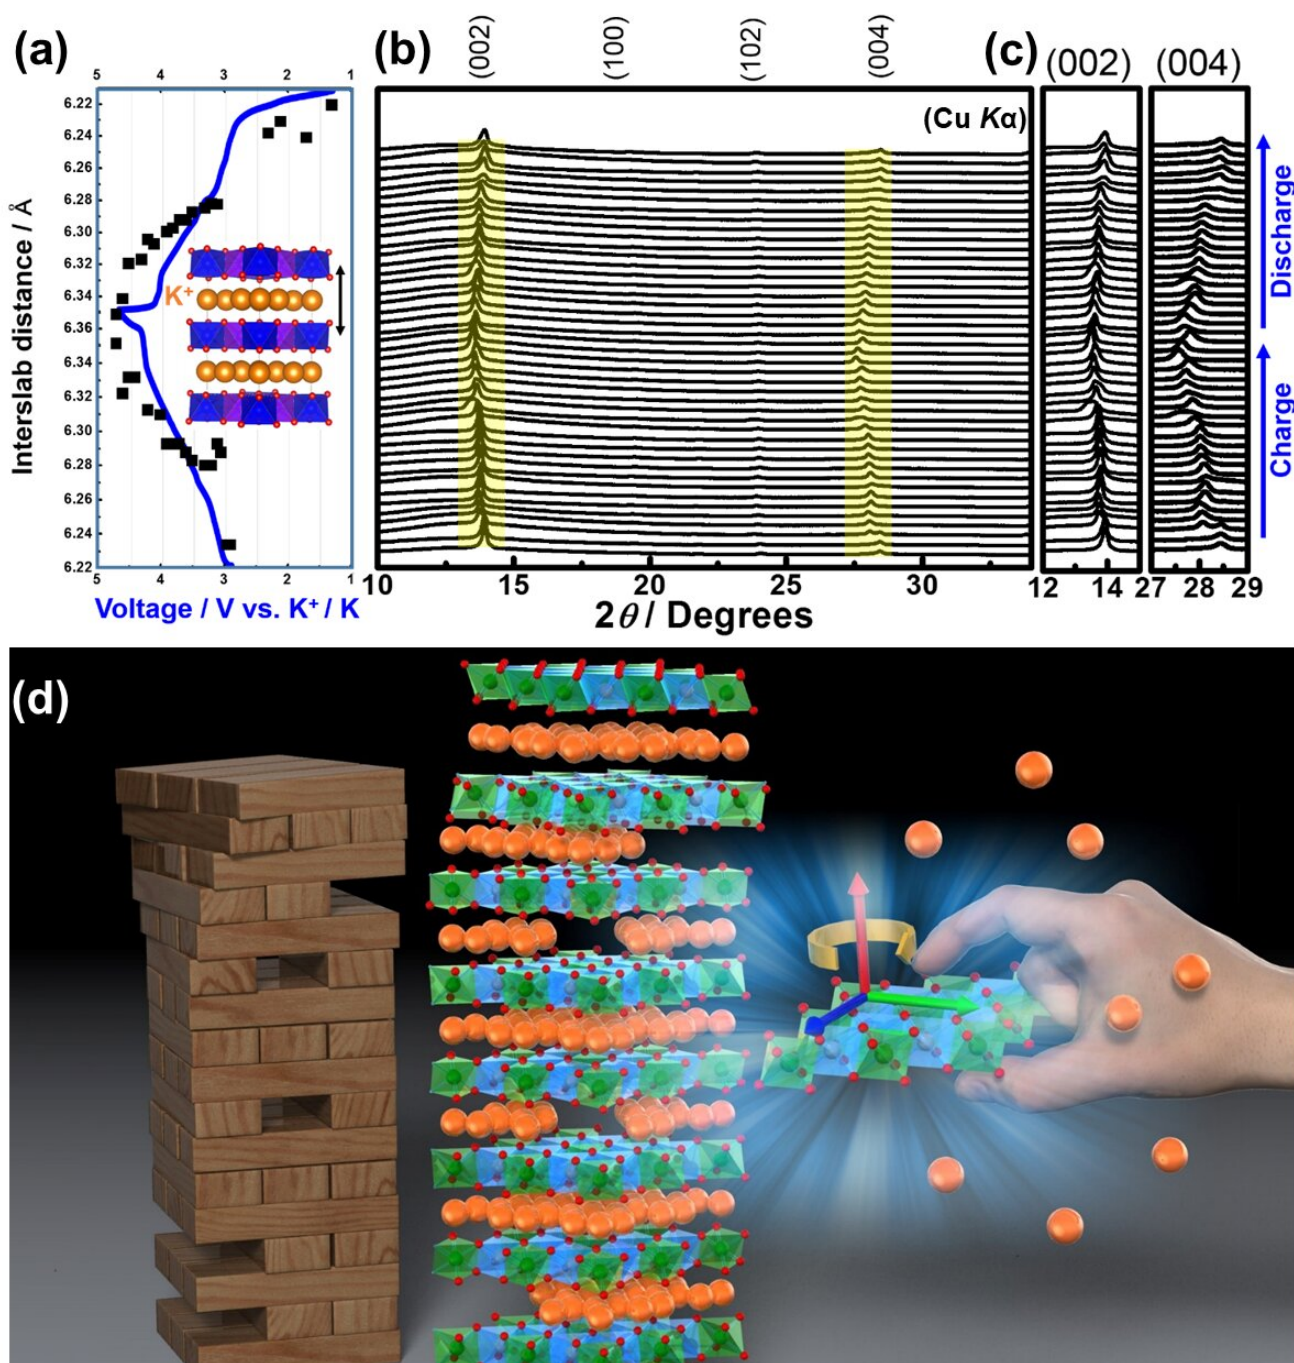 (a)
5 4 3 2 1
6.22
6.24
6.26
6.28
6.30
6.32
6.34
6.36
6.34
6.32
6.30
6.28
6.26
6.24
6.22
Interslab distance / Å
K⁺
5 4 3 2 1
Voltage / V vs. K⁺ / K
(b)
(002) (100) (102) (004)
(Cu Kα)
10 15 20 25 30
2θ / Degrees
(c)
(002) (004)
12 14 27 28 29
Discharge
Charge
(d)